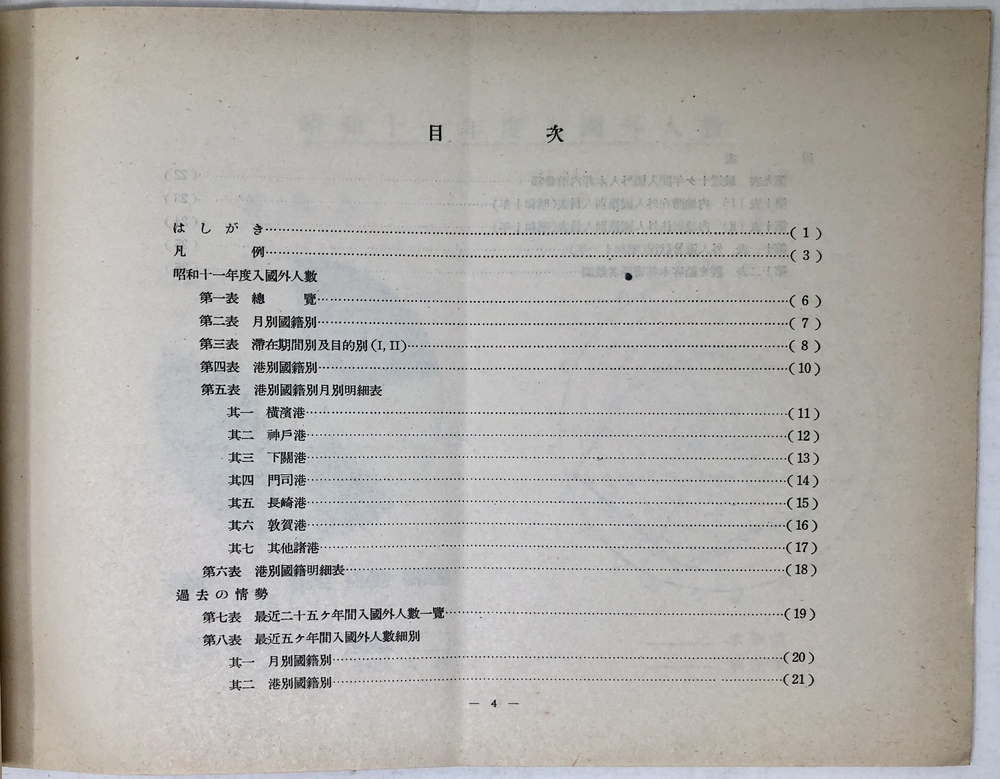 目 次
は し が き……(1)
凡 例……(3)
昭和十一年度入國外人數
第一表 總 覽……(6)
第二表 月別國籍別……(7)
第三表 滯在期間別及目的別(I, II)……(8)
第四表 港別國籍別……(10)
第五表 港別國籍別月別明細表
其一 橫濱港……(11)
其二 神戶港……(12)
其三 下關港……(13)
其四 門司港……(14)
其五 長崎港……(15)
其六 敦賀港……(16)
其七 其他諸港……(17)
第六表 港別國籍明細表……(18)
過 去 の 情 勢
第七表 最近二十五ケ年間入國外人數一覽……(19)
第八表 最近五ケ年間入國外人數細別
其一 月別國籍別……(20)
其二 港別國籍別……(21)
— 4 —